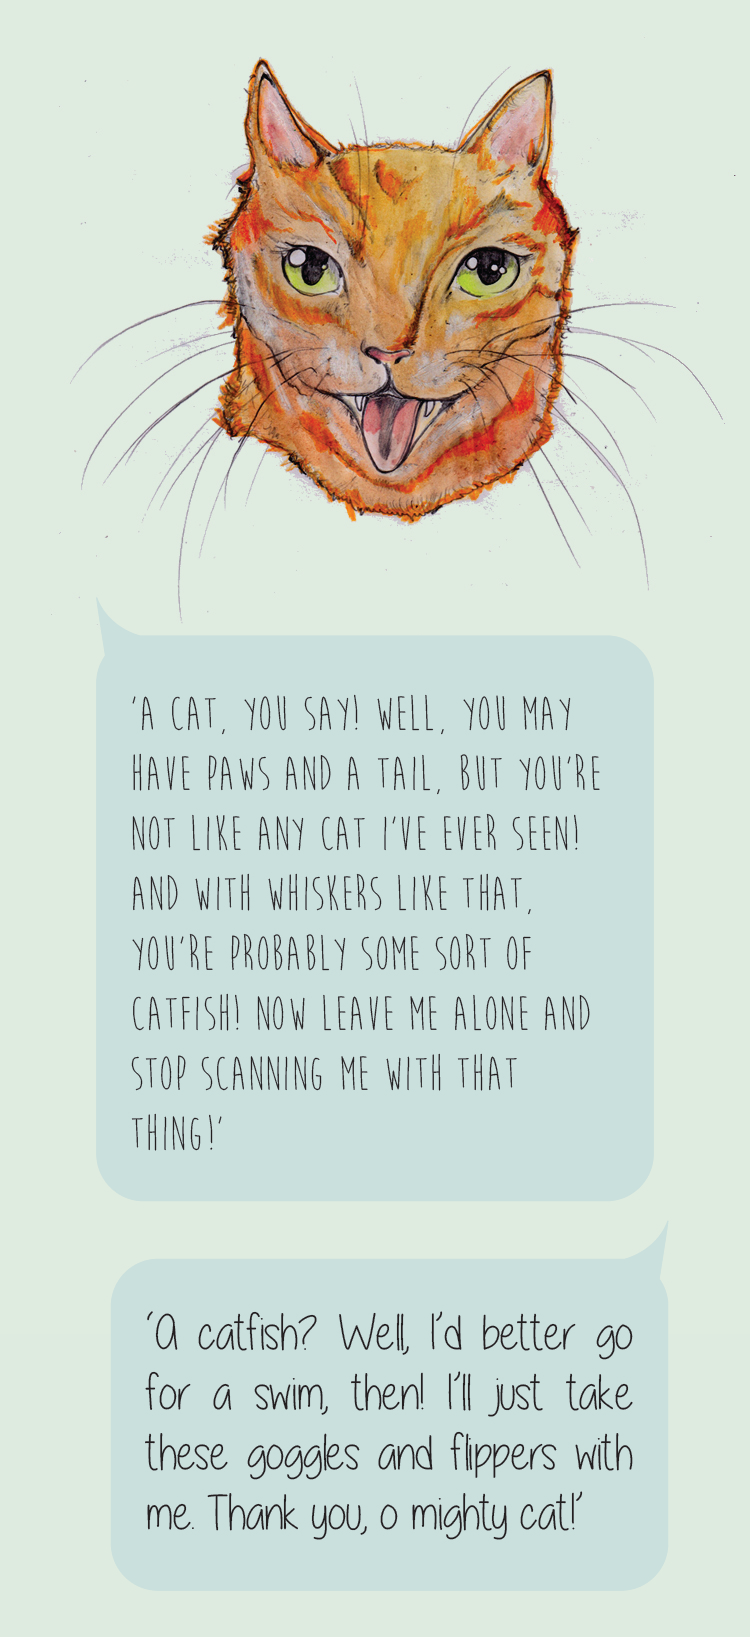 'A CAT, YOU SAY! WELL, YOU MAY
HAVE PAWS AND A TAIL, BUT YOU'RE
NOT LIKE ANY CAT I'VE EVER SEEN!
AND WITH WHISKERS LIKE THAT,
YOU'RE PROBABLY SOME SORT OF
CATFISH! NOW LEAVE ME ALONE AND
STOP SCANNING ME WITH THAT
THING!'
'A catfish? Well, I'd better go
for a swim, then! I'll just take
these goggles and flippers with
me. Thank you, o mighty cat!'